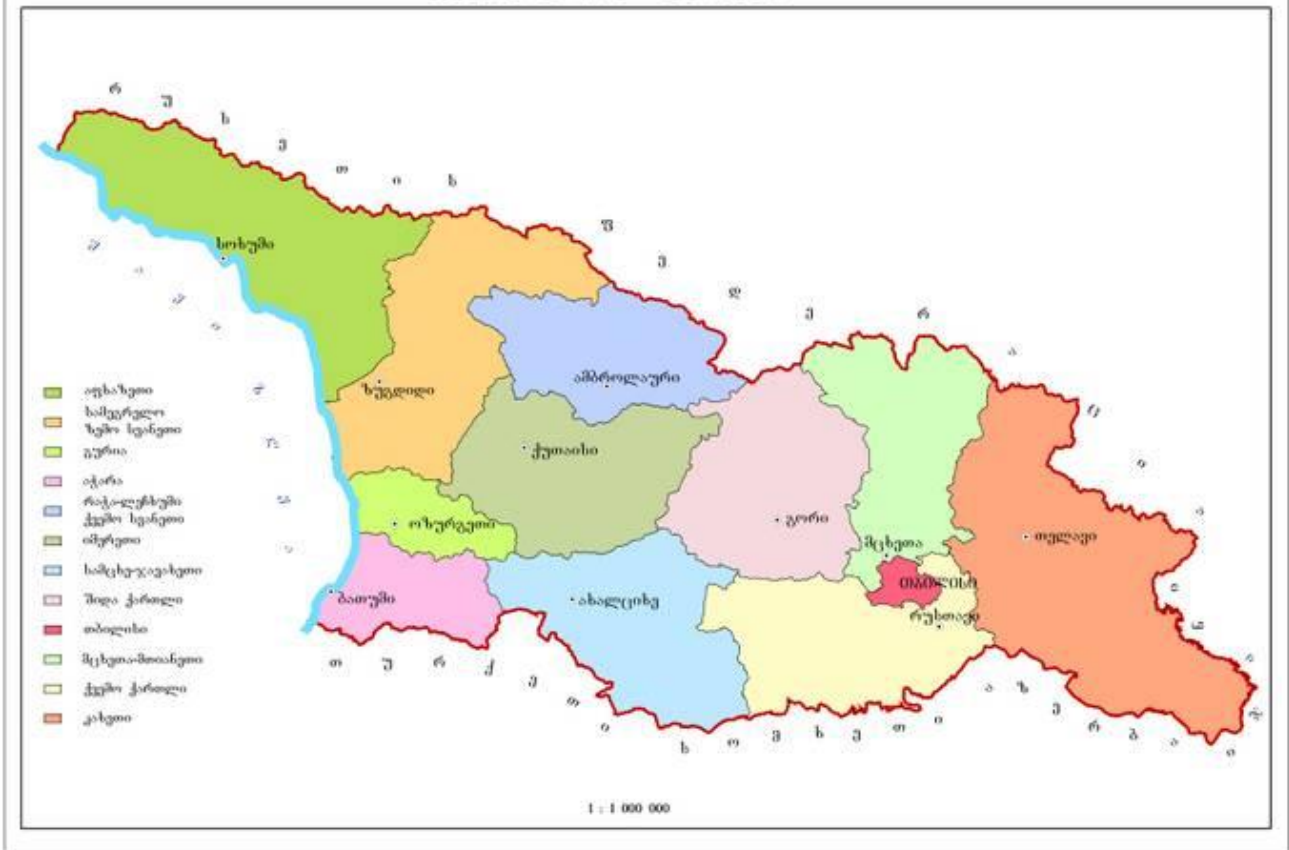 რუსეთის ფედერაცია
სოხუმი
ზუგდიდი
ამბროლაური
ქუთაისი
ოზურგეთი
გორი
თელავი
მცხეთა
თბილისი
ბათუმი
ახალციხე
რუსთავი
აფხაზეთი
სამეგრელო
ზემო სვანეთი
გურია
აჭარა
რაჭა-ლეჩხუმი
ქვემო სვანეთი
იმერეთი
სამცხე-ჯავახეთი
შიდა ქართლი
თბილისი
მცხეთა-მთიანეთი
ქვემო ქართლი
კახეთი
შავი ზღვა
თურქეთი
სომხეთი
აზერბაიჯანი
1 : 1 000 000